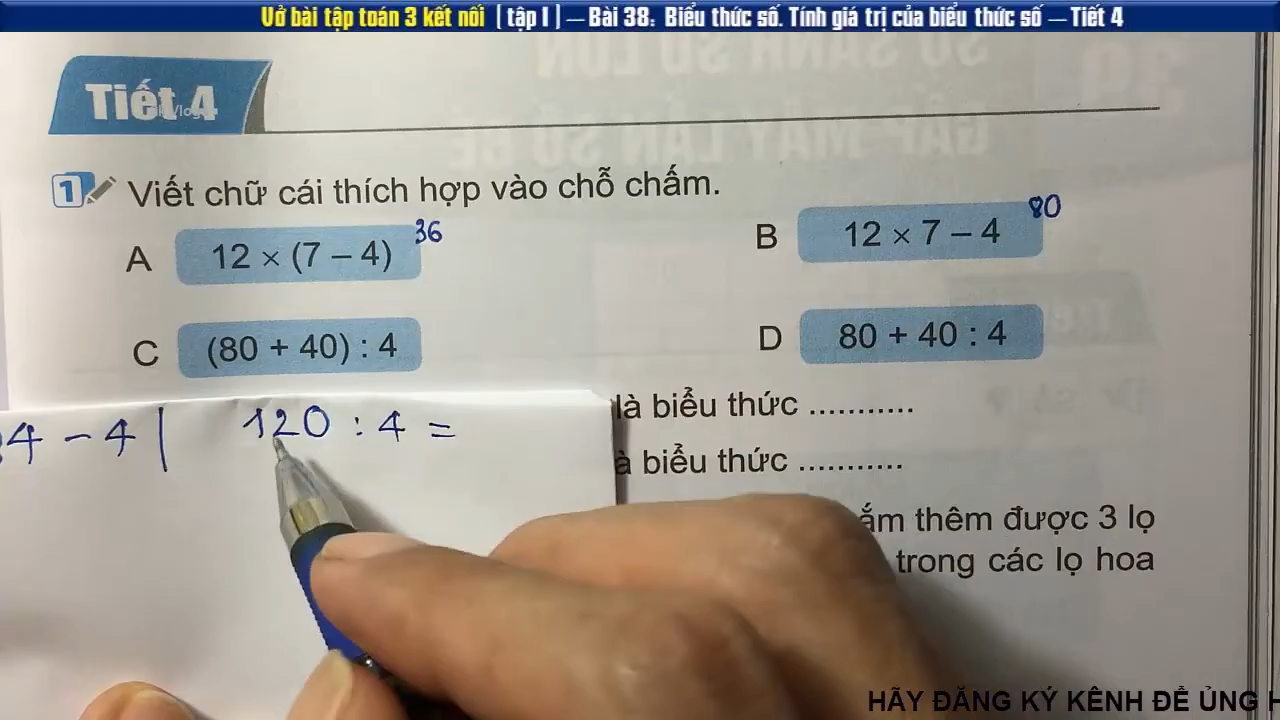 Vở bài tập toán 3 kết nối (tập 1) – Bài 38: Biểu thức số. Tính giá trị của biểu thức số – Tiết 4
Tiết 4
1 Viết chữ cái thích hợp vào chỗ chấm.
A 12 × (7 – 4) 36
B 12 × 7 – 4 80
C (80 + 40) : 4
D 80 + 40 : 4
là biểu thức ...........
4 – 4 | 120 : 4 =
à biểu thức ...........
ắm thêm được 3 lọ
trong các lọ hoa
HÃY ĐĂNG KÝ KÊNH ĐỂ ỦNG H